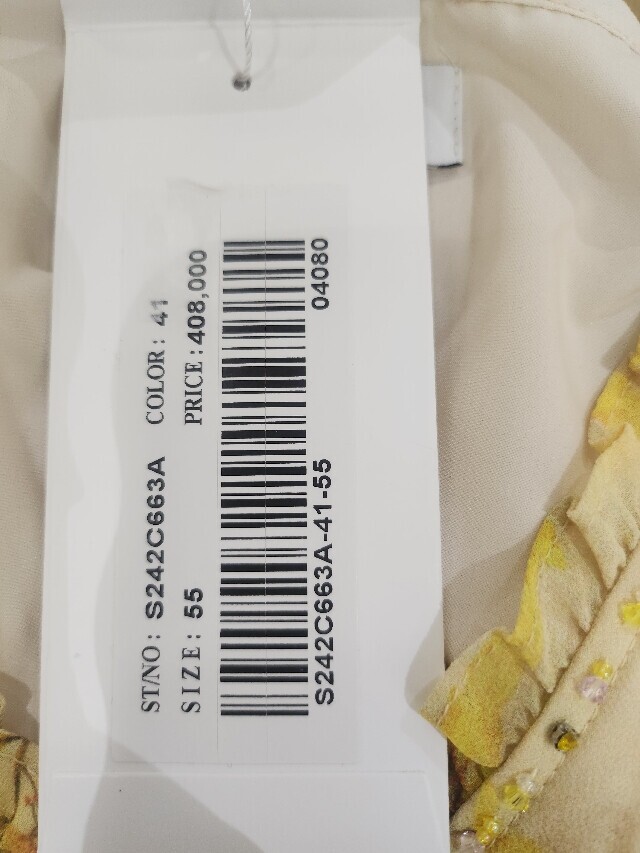 ST/NO: S242C663A COLOR: 41
SIZE: 55 PRICE: 408,000
S242C663A-41-55 04080